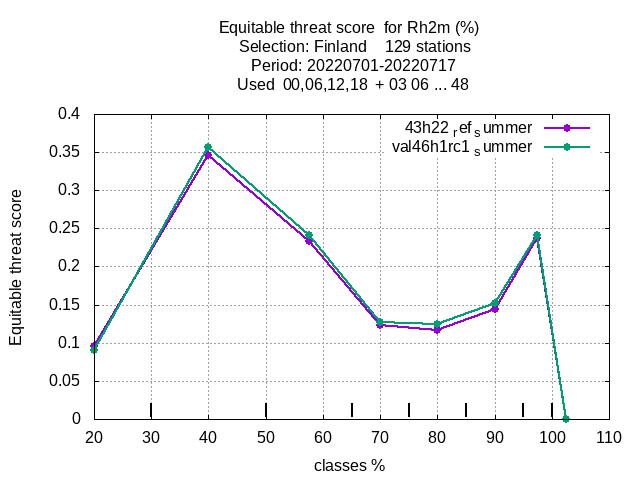 Equitable threat score for Rh2m (%)
Selection: Finland 129 stations
Period: 20220701-20220717
Used 00,06,12,18 + 03 06 ... 48
43h22 ref summer
val46h1rc1 summer
Equitable threat score
0.4
0.35
0.3
0.25
0.2
0.15
0.1
0.05
0
20 30 40 50 60 70 80 90 100 110
classes %